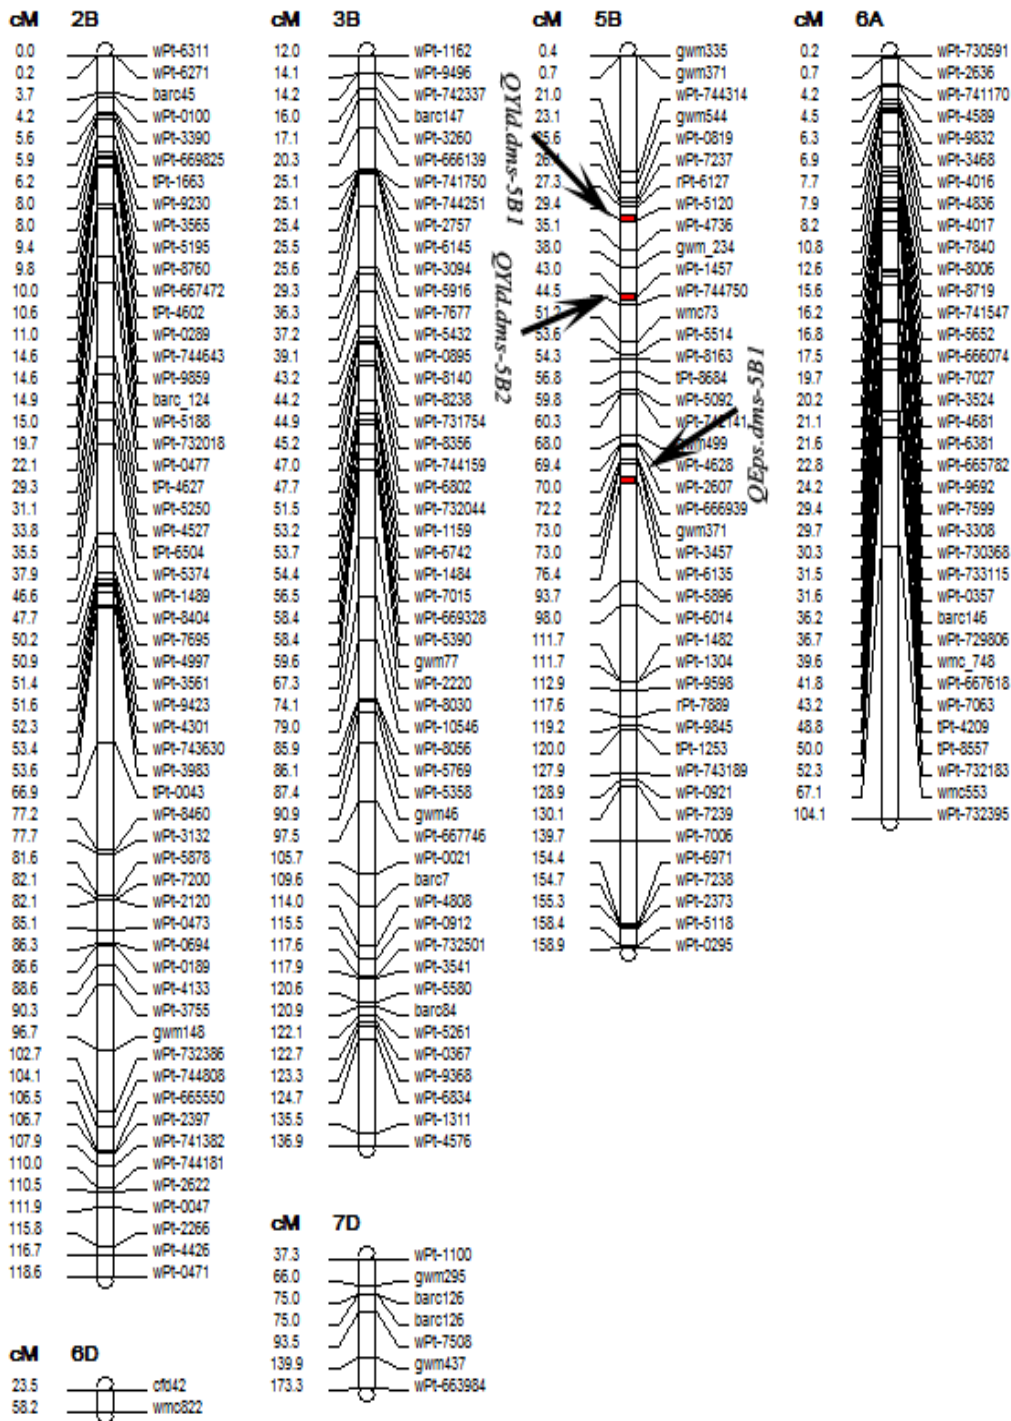 cM 2B
0.0 wPt-6311
0.2 wPt-6271
3.7 barc45
4.2 wPt-0100
5.6 wPt-3390
5.9 wPt-669825
6.2 tPt-1663
8.0 wPt-9230
8.0 wPt-3565
9.4 wPt-5195
9.8 wPt-8760
10.0 wPt-667472
10.6 tPt-4602
11.0 wPt-0289
14.6 wPt-744643
14.6 wPt-9859
14.9 barc_124
15.0 wPt-5188
19.7 wPt-732018
22.1 wPt-0477
29.3 tPt-4627
31.1 wPt-5250
33.8 wPt-4527
35.5 tPt-6504
37.9 wPt-5374
46.6 wPt-1489
47.7 wPt-8404
50.2 wPt-7695
50.9 wPt-4997
51.4 wPt-3561
51.6 wPt-9423
52.3 wPt-4301
53.4 wPt-743630
53.6 wPt-3983
66.9 tPt-0043
77.2 wPt-8460
77.7 wPt-3132
81.6 wPt-5878
82.1 wPt-7200
82.1 wPt-2120
85.1 wPt-0473
86.3 wPt-0694
86.6 wPt-0189
88.6 wPt-4133
90.3 wPt-3755
96.7 gwm148
102.7 wPt-732386
104.1 wPt-744808
106.5 wPt-665550
106.7 wPt-2397
107.9 wPt-741382
110.0 wPt-744181
110.5 wPt-2622
111.9 wPt-0047
115.8 wPt-2266
116.7 wPt-4426
118.6 wPt-0471
cM 6D
23.5 cfd42
58.2 wmc822
cM 3B
12.0 wPt-1162
14.1 wPt-9496
14.2 wPt-742337
16.0 barc147
17.1 wPt-3260
20.3 wPt-666139
25.1 wPt-741750
25.1 wPt-744251
25.4 wPt-2757
25.5 wPt-6145
25.6 wPt-3094
29.3 wPt-5916
36.3 wPt-7677
37.2 wPt-5432
39.1 wPt-0895
43.2 wPt-8140
44.2 wPt-8238
44.9 wPt-731754
45.2 wPt-8356
47.0 wPt-744159
47.7 wPt-6802
51.5 wPt-732044
53.2 wPt-1159
53.7 wPt-6742
54.4 wPt-1484
56.5 wPt-7015
58.4 wPt-669328
58.4 wPt-5390
59.6 gwm77
67.3 wPt-2220
74.1 wPt-8030
79.0 wPt-10546
85.9 wPt-8056
86.1 wPt-5769
87.4 wPt-5358
90.9 gwm46
97.5 wPt-667746
105.7 wPt-0021
109.6 barc7
114.0 wPt-4808
115.5 wPt-0912
117.6 wPt-732501
117.9 wPt-3541
120.6 wPt-5580
120.9 barc84
122.1 wPt-5261
122.7 wPt-0367
123.3 wPt-9368
124.7 wPt-6834
135.5 wPt-1311
136.9 wPt-4576
cM 7D
37.3 wPt-1100
66.0 gwm295
75.0 barc126
75.0 barc126
93.5 wPt-7508
139.9 gwm437
173.3 wPt-663984
cM 5B
0.4 gwm335
0.7 gwm371
21.0 wPt-744314
23.1 gwm544
wPt-0819
wPt-7237
27.3 rPt-6127
29.4 wPt-5120
35.1 wPt-4736
38.0 gwm_234
43.0 wPt-1457
44.5 wPt-744750
wmc73
53.6 wPt-5514
54.3 wPt-8163
56.8 tPt-8684
59.8 wPt-5092
60.3
68.0 gwm499
69.4 wPt-4628
70.0 wPt-2607
72.2 wPt-666939
73.0 gwm371
73.0 wPt-3457
76.4 wPt-6135
93.7 wPt-5896
98.0 wPt-6014
111.7 wPt-1482
111.7 wPt-1304
112.9 wPt-9598
117.6 rPt-7889
119.2 wPt-9845
120.0 tPt-1253
127.9 wPt-743189
128.9 wPt-0921
130.1 wPt-7239
139.7 wPt-7006
154.4 wPt-6971
154.7 wPt-7238
155.3 wPt-2373
158.4 wPt-5118
158.9 wPt-0295
QYld.dms-5B1
QYld.dms-5B2
QEps.dms-5B1
cM 6A
0.2 wPt-730591
0.7 wPt-2636
4.2 wPt-741170
4.5 wPt-4589
6.3 wPt-9832
6.9 wPt-3468
7.7 wPt-4016
7.9 wPt-4836
8.2 wPt-4017
10.8 wPt-7840
12.6 wPt-8006
15.6 wPt-8719
16.2 wPt-741547
16.8 wPt-5652
17.5 wPt-666074
19.7 wPt-7027
20.2 wPt-3524
21.1 wPt-4681
21.6 wPt-6381
22.8 wPt-665782
24.2 wPt-9692
29.4 wPt-7599
29.7 wPt-3308
30.3 wPt-730368
31.5 wPt-733115
31.6 wPt-0357
36.2 barc146
36.7 wPt-729806
39.6 wmc_748
41.8 wPt-667618
43.2 wPt-7063
48.8 tPt-4209
50.0 tPt-8557
52.3 wPt-732183
67.1 wmc553
104.1 wPt-732395